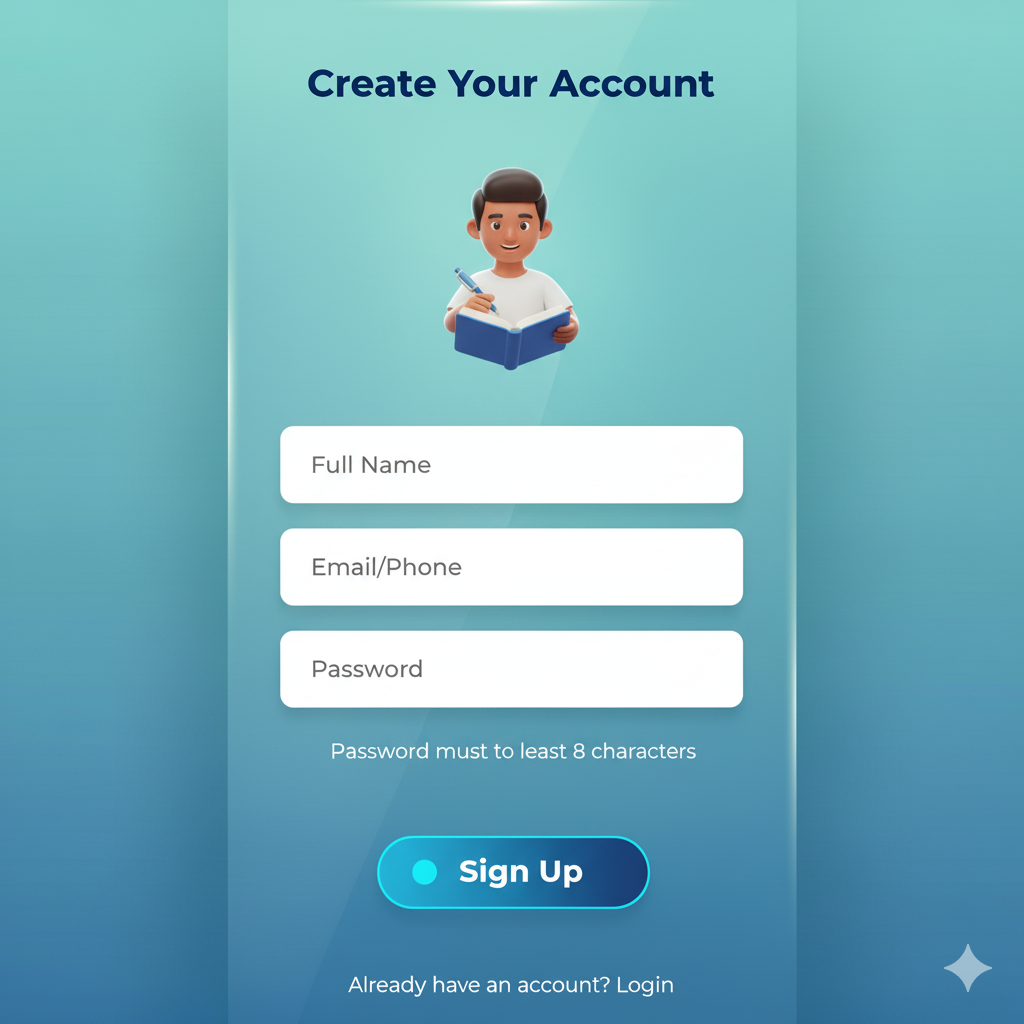 Create Your Account
Full Name
Email/Phone
Password
Password must to least 8 characters
Sign Up
Already have an account? Login